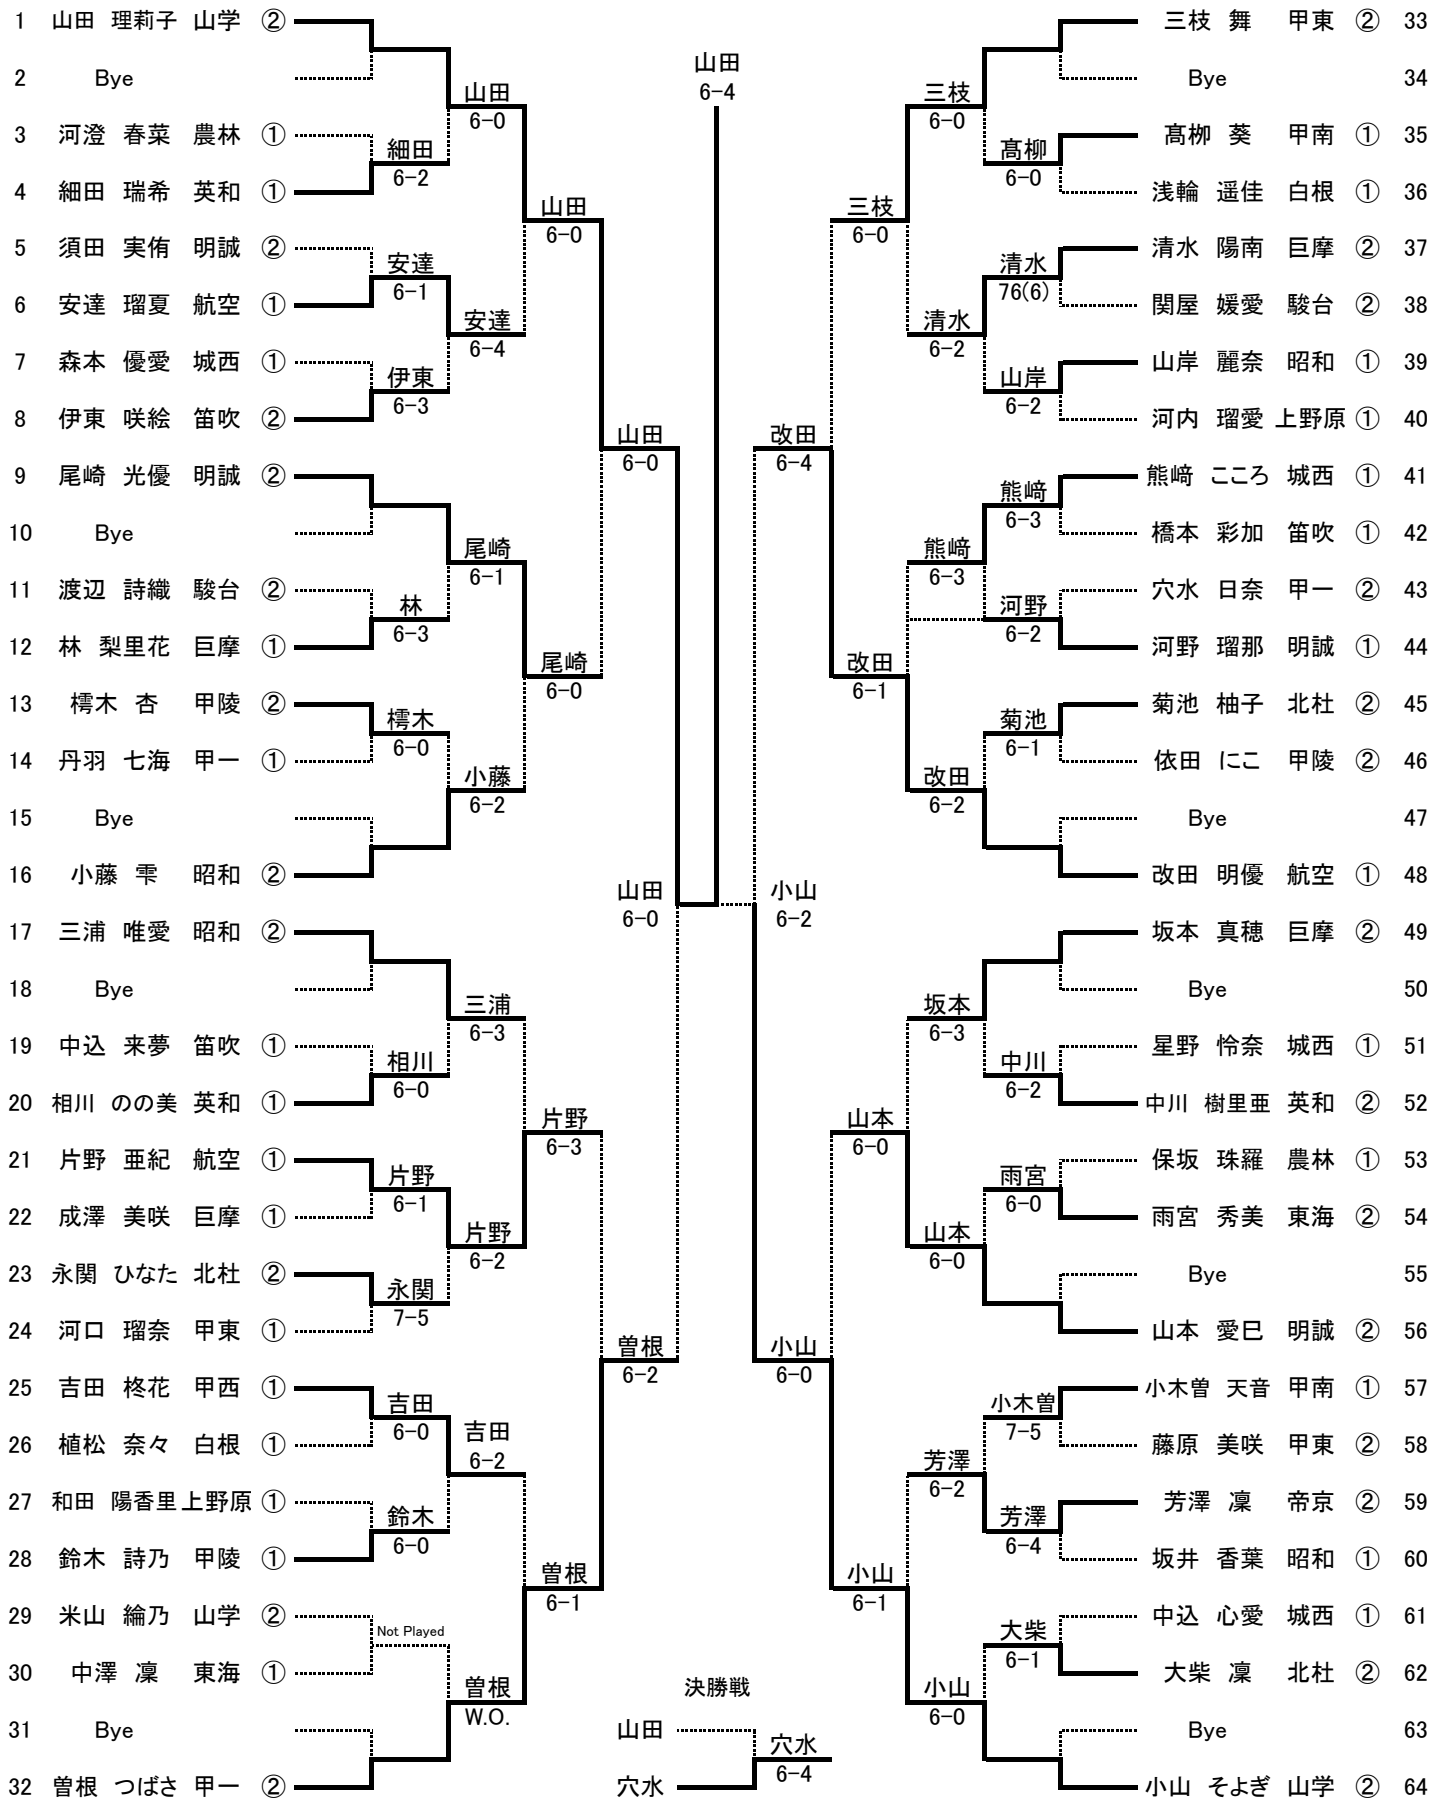 1 山田 理莉子 山学 ②
2 Bye
3 河澄 春菜 農林 ①
4 細田 瑞希 英和 ①
5 須田 実侑 明誠 ②
6 安達 瑠夏 航空 ①
7 森本 優愛 城西 ①
8 伊東 咲絵 笛吹 ②
9 尾崎 光優 明誠 ②
10 Bye
11 渡辺 詩織 駿台 ②
12 林 梨里花 巨摩 ①
13 樗木 杏 甲陵 ②
14 丹羽 七海 甲一 ①
15 Bye
16 小藤 雫 昭和 ②
17 三浦 唯愛 昭和 ②
18 Bye
19 中込 来夢 笛吹 ①
20 相川 のの美 英和 ①
21 片野 亜紀 航空 ①
22 成澤 美咲 巨摩 ①
23 永関 ひなた 北杜 ②
24 河口 瑠奈 甲東 ①
25 吉田 柊花 甲西 ①
26 植松 奈々 白根 ①
27 和田 陽香里 上野原 ①
28 鈴木 詩乃 甲陵 ①
29 米山 綸乃 山学 ②
30 中澤 凜 東海 ①
31 Bye
32 曽根 つばさ 甲一 ②
細田
6-2
安達
6-1
伊東
6-3
林
6-3
樗木
6-0
相川
6-0
片野
6-1
永関
7-5
吉田
6-0
鈴木
6-0
Not Played
山田
6-0
安達
6-4
尾崎
6-1
小藤
6-2
三浦
6-3
片野
6-2
吉田
6-2
曽根
W.O.
山田
6-0
尾崎
6-0
片野
6-3
曽根
6-1
山田
6-0
曽根
6-2
山田
6-0
山田
6-4
小山
6-2
改田
6-4
小山
6-0
三枝
6-0
改田
6-1
山本
6-0
小山
6-1
三枝
6-0
清水
6-2
熊﨑
6-3
改田
6-2
坂本
6-3
山本
6-0
芳澤
6-2
小山
6-0
髙柳
6-0
清水
76(6)
山岸
6-2
熊﨑
6-3
河野
6-2
菊池
6-1
中川
6-2
雨宮
6-0
小木曽
7-5
芳澤
6-4
大柴
6-1
三枝 舞 甲東 ② 33
Bye 34
髙栁 葵 甲南 ① 35
浅輪 遥佳 白根 ① 36
清水 陽南 巨摩 ② 37
関屋 媛愛 駿台 ② 38
山岸 麗奈 昭和 ① 39
河内 瑠愛 上野原 ① 40
熊﨑 こころ 城西 ① 41
橋本 彩加 笛吹 ① 42
穴水 日奈 甲一 ② 43
河野 瑠那 明誠 ① 44
菊池 柚子 北杜 ② 45
依田 にこ 甲陵 ② 46
Bye 47
改田 明優 航空 ① 48
坂本 真穂 巨摩 ② 49
Bye 50
星野 怜奈 城西 ① 51
中川 樹里亜 英和 ② 52
保坂 珠羅 農林 ① 53
雨宮 秀美 東海 ② 54
Bye 55
山本 愛巳 明誠 ② 56
小木曽 天音 甲南 ① 57
藤原 美咲 甲東 ② 58
芳澤 凜 帝京 ② 59
坂井 香葉 昭和 ① 60
中込 心愛 城西 ① 61
大柴 凜 北杜 ② 62
Bye 63
小山 そよぎ 山学 ② 64
決勝戦
山田
穴水
穴水
6-4